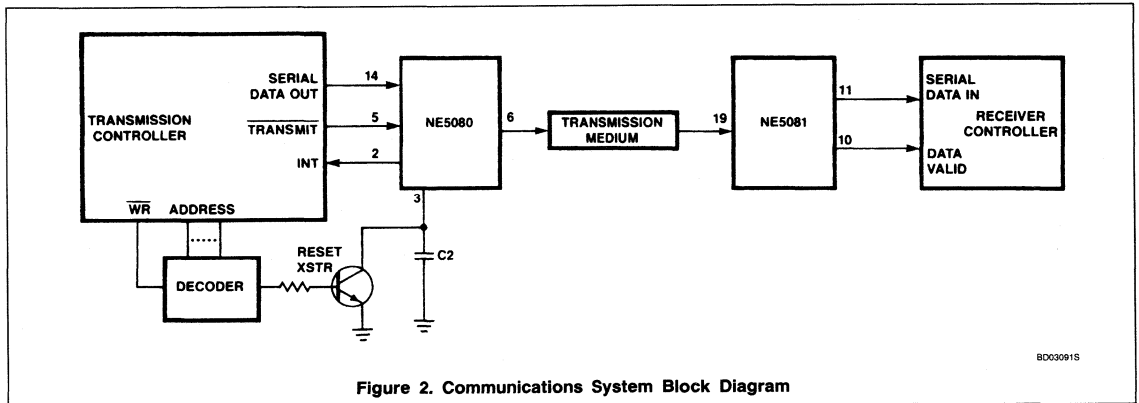 SERIAL
DATA OUT
14
TRANSMISSION
CONTROLLER
TRANSMIT
5
INT
2
NE5080
6
TRANSMISSION
MEDIUM
19
NE5081
11
SERIAL
DATA IN
RECEIVER
CONTROLLER
10
DATA
VALID
3
WR ADDRESS
DECODER
RESET
XSTR
C2
BD03091S
Figure 2. Communications System Block Diagram